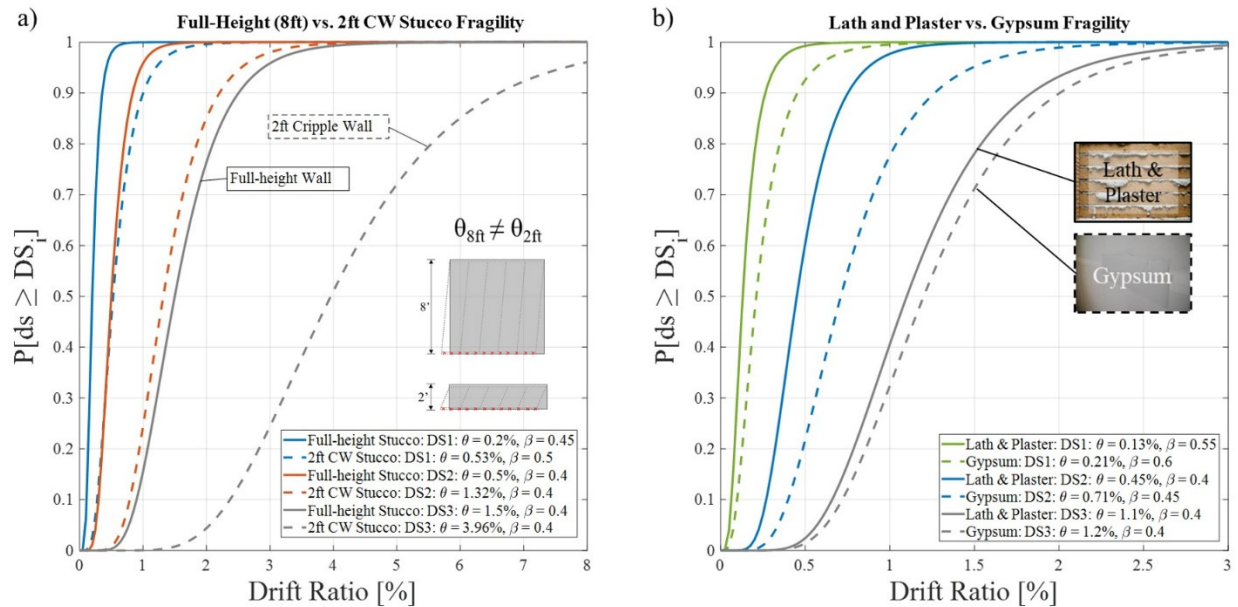 a)
Full-Height (8ft) vs. 2ft CW Stucco Fragility
P[ds ≥ DS_i]
1
0.9
0.8
0.7
0.6
0.5
0.4
0.3
0.2
0.1
0
2ft Cripple Wall
Full-height Wall
θ8ft ≠ θ2ft
8'
2'
Full-height Stucco: DS1: θ = 0.2%, β = 0.45
2ft CW Stucco: DS1: θ = 0.53%, β = 0.5
Full-height Stucco: DS2: θ = 0.5%, β = 0.4
2ft CW Stucco: DS2: θ = 1.32%, β = 0.4
Full-height Stucco: DS3: θ = 1.5%, β = 0.4
2ft CW Stucco: DS3: θ = 3.96%, β = 0.4
0 1 2 3 4 5 6 7 8
Drift Ratio [%]
b)
Lath and Plaster vs. Gypsum Fragility
P[ds ≥ DS_i]
1
0.9
0.8
0.7
0.6
0.5
0.4
0.3
0.2
0.1
0
Lath &
Plaster
Gypsum
Lath & Plaster: DS1: θ = 0.13%, β = 0.55
Gypsum: DS1: θ = 0.21%, β = 0.6
Lath & Plaster: DS2: θ = 0.45%, β = 0.4
Gypsum: DS2: θ = 0.71%, β = 0.45
Lath & Plaster: DS3: θ = 1.1%, β = 0.4
Gypsum: DS3: θ = 1.2%, β = 0.4
0 0.5 1 1.5 2 2.5 3
Drift Ratio [%]